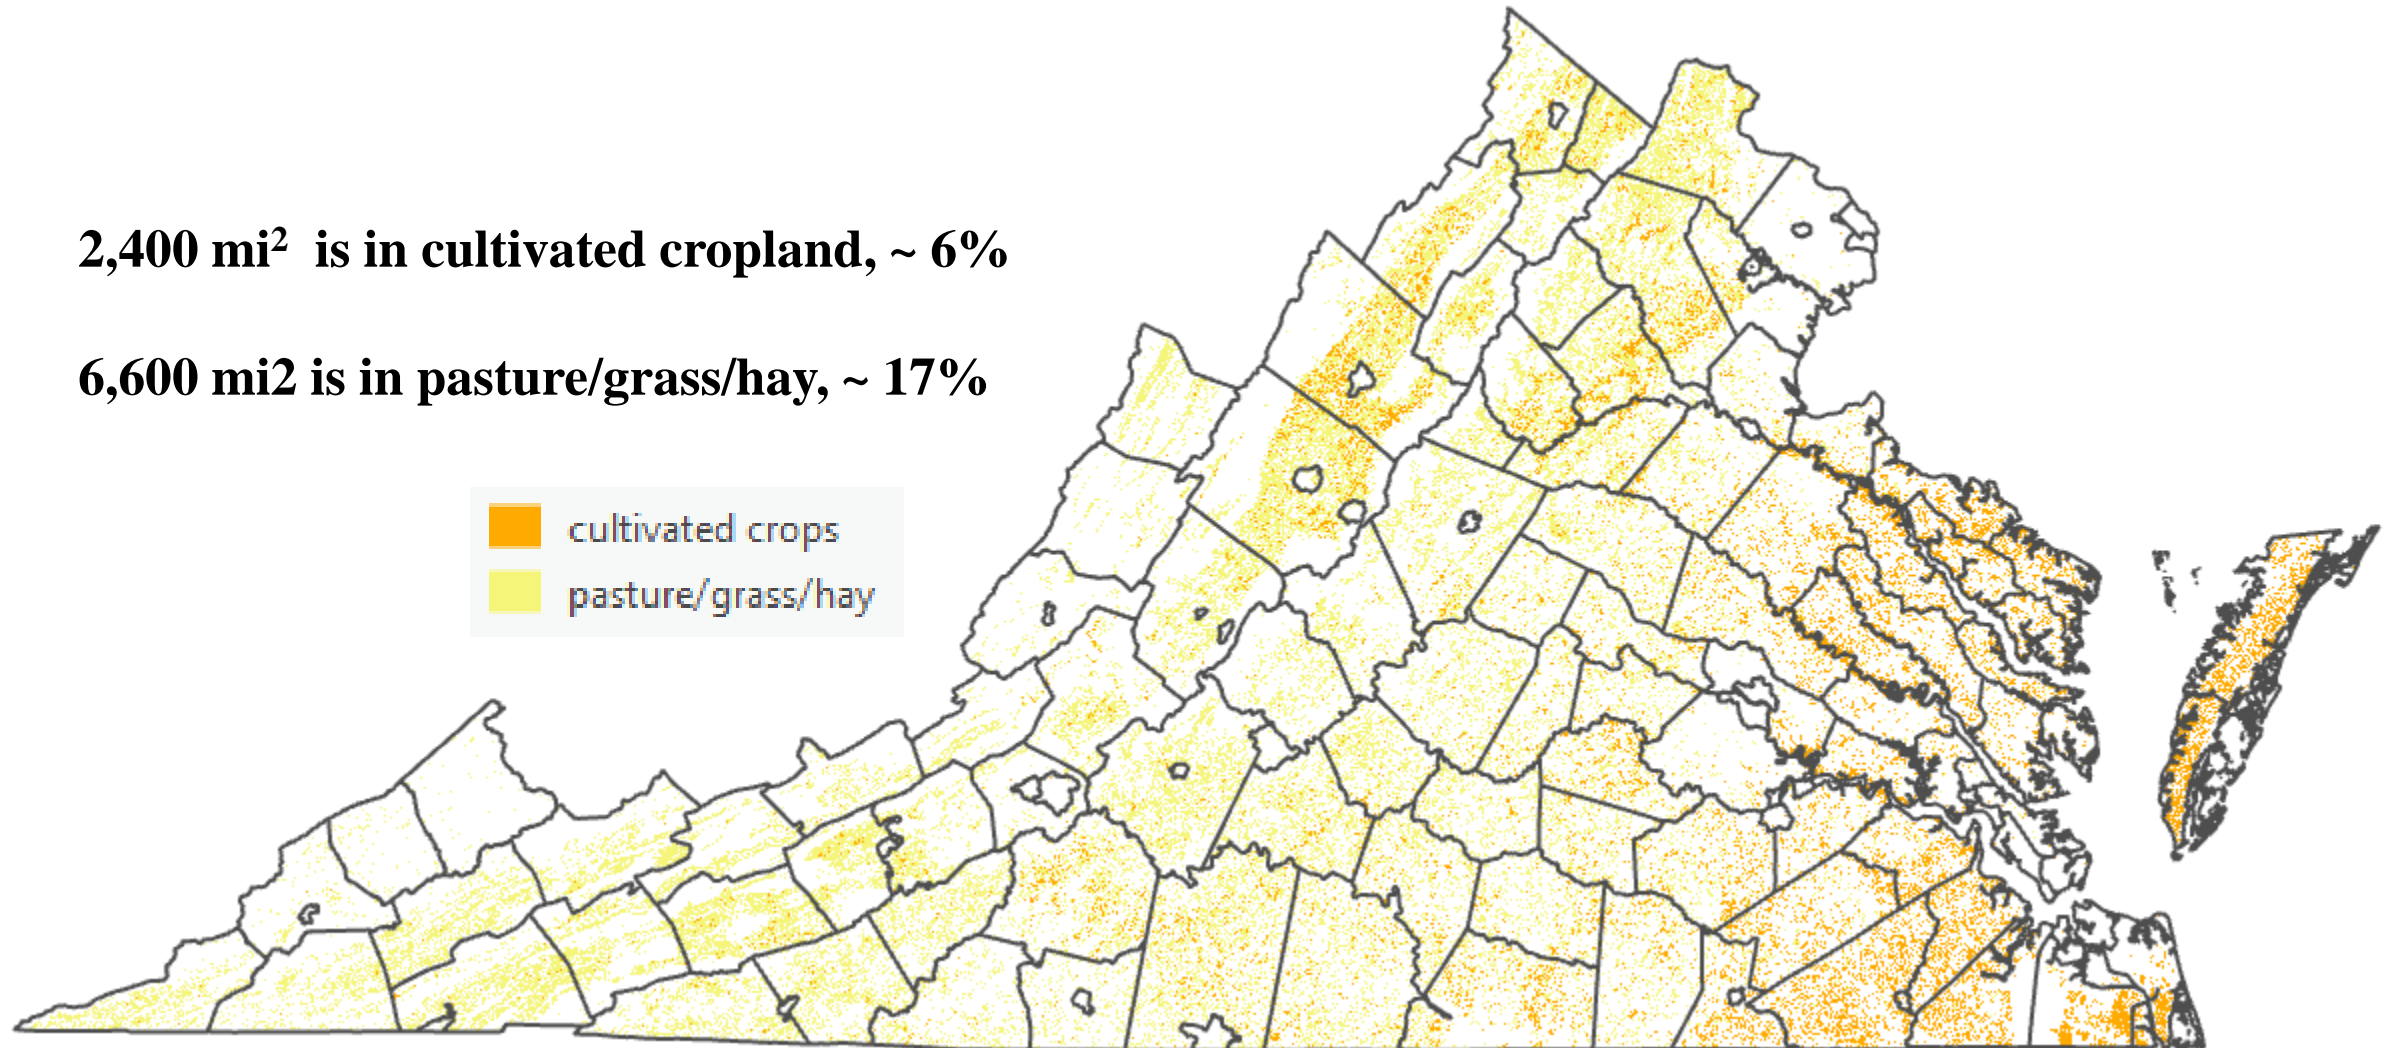 2,400 mi² is in cultivated cropland, ~ 6%
6,600 mi2 is in pasture/grass/hay, ~ 17%
cultivated crops
pasture/grass/hay